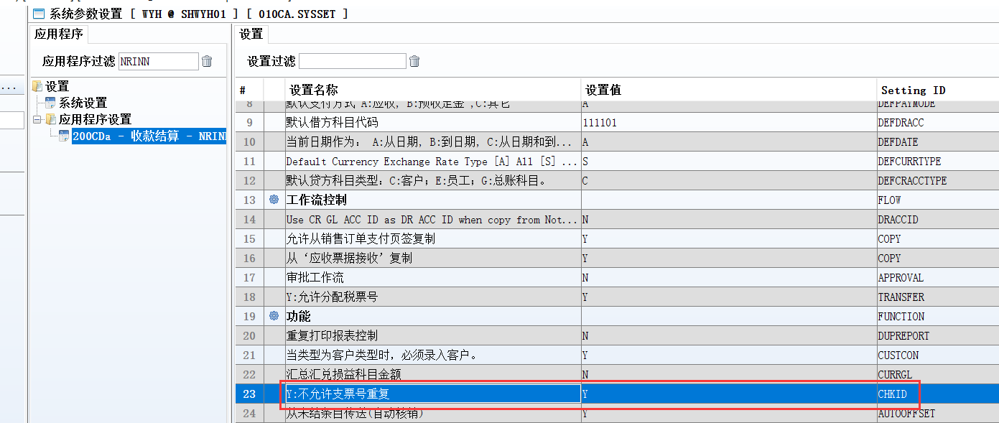 系统参数设置 [ WYH @ SHWYH01 ] [ 010CA.SYSSET ]
应用程序
设置
应用程序过滤 NRINN
设置过滤
...
设置
系统设置
应用程序设置
200CDa - 收款结算 - NRINN
# 设置名称 设置值 Setting ID
8 默认支付方式 A:应收, B:预收定金 ,C:其它 A DEFPAYMODE
9 默认借方科目代码 111101 DEFDRACC
10 当前日期作为: A:从日期, B:到日期, C:从日期和到... A DEFDATE
11 Default Currency Exchange Rate Type [A] All [S] ... S DEFCURRTYPE
12 默认贷方科目类型: C:客户; E:员工; G:总账科目。 C DEFCRACCTYPE
13 工作流控制 FLOW
14 Use CR GL ACC ID as DR ACC ID when copy from Not... N DRACCID
15 允许从销售订单支付页签复制 Y COPY
16 从‘应收票据接收’复制 Y COPY
17 审批工作流 N APPROVAL
18 Y:允许分配税票号 Y TRANSFER
19 功能 FUNCTION
20 重复打印报表控制 N DUPREPORT
21 当类型为客户类型时, 必须录入客户。 Y CUSTCON
22 汇总汇兑损益科目金额 N CURRGL
23 Y:不允许支票号重复 Y CHKID
24 从未结条目传送(自动核销) Y AUTOOFFSET